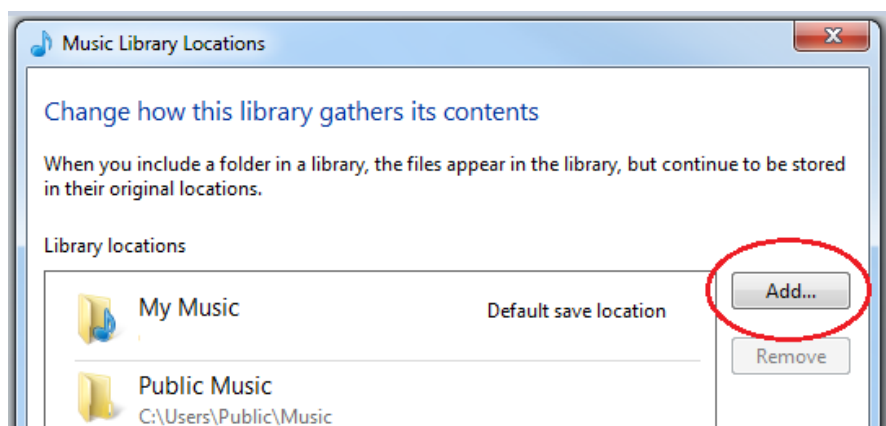 Music Library Locations
Change how this library gathers its contents
When you include a folder in a library, the files appear in the library, but continue to be stored
in their original locations.
Library locations
My Music Default save location
Add...
Remove
Public Music
C:\Users\Public\Music